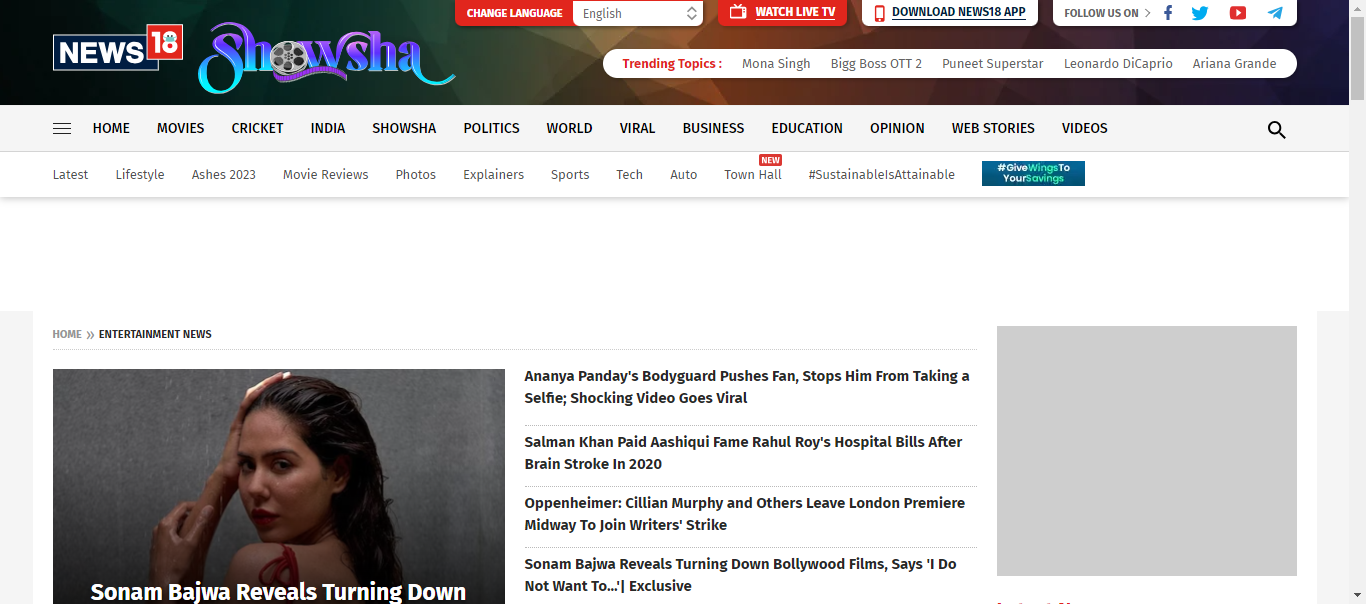 CHANGE LANGUAGE English WATCH LIVE TV DOWNLOAD NEWS18 APP FOLLOW US ON
NEWS 18 Showsha
Trending Topics : Mona Singh Bigg Boss OTT 2 Puneet Superstar Leonardo DiCaprio Ariana Grande
HOME MOVIES CRICKET INDIA SHOWSHA POLITICS WORLD VIRAL BUSINESS EDUCATION OPINION WEB STORIES VIDEOS
NEW
Latest Lifestyle Ashes 2023 Movie Reviews Photos Explainers Sports Tech Auto Town Hall #SustainableIsAttainable
#GiveWingsTo
YourSavings
HOME » ENTERTAINMENT NEWS
Sonam Bajwa Reveals Turning Down
Ananya Panday's Bodyguard Pushes Fan, Stops Him From Taking a
Selfie; Shocking Video Goes Viral
Salman Khan Paid Aashiqui Fame Rahul Roy's Hospital Bills After
Brain Stroke In 2020
Oppenheimer: Cillian Murphy and Others Leave London Premiere
Midway To Join Writers' Strike
Sonam Bajwa Reveals Turning Down Bollywood Films, Says 'I Do
Not Want To...'| Exclusive